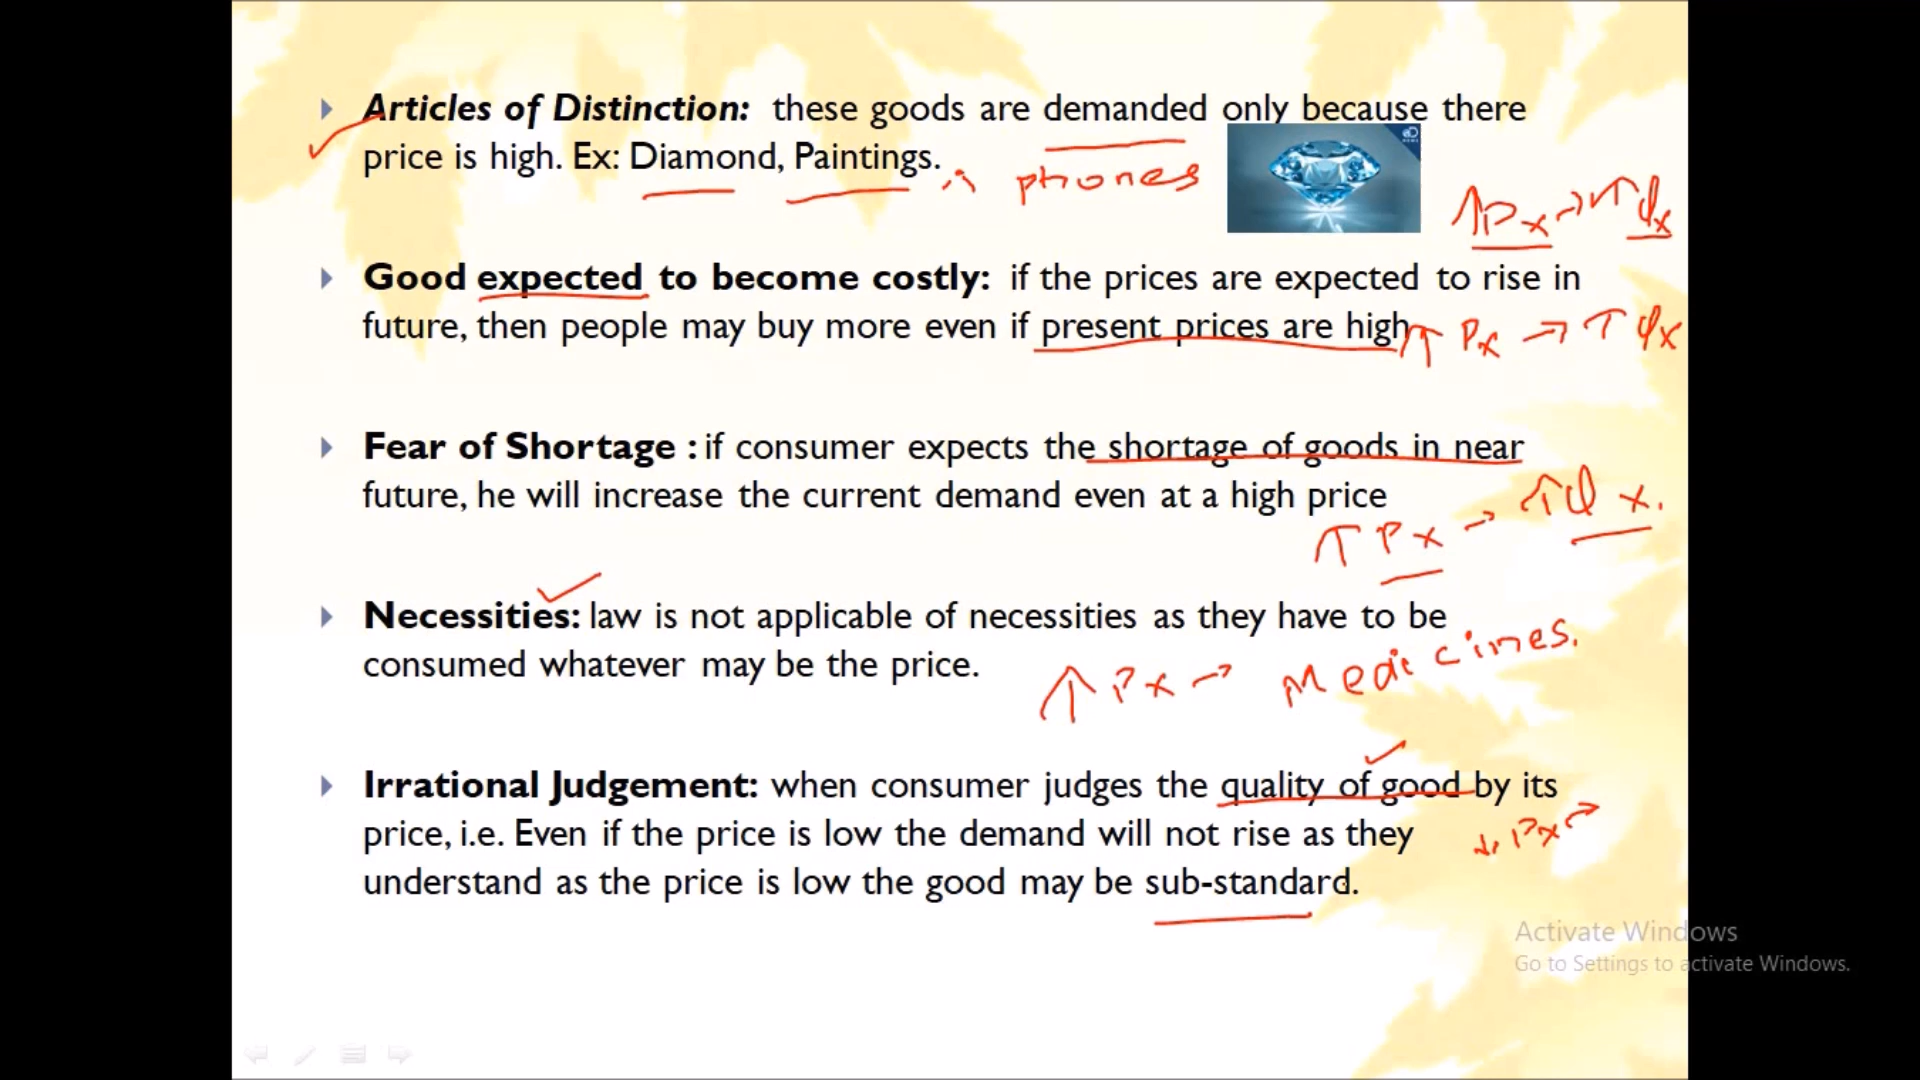 Articles of Distinction: these goods are demanded only because there
price is high. Ex: Diamond, Paintings. phones
↑Px → ↑Qx
Good expected to become costly: if the prices are expected to rise in
future, then people may buy more even if present prices are high
↑ Px → ↑ Qx
Fear of Shortage : if consumer expects the shortage of goods in near
future, he will increase the current demand even at a high price
↑ Px → ↑Qx.
Necessities: law is not applicable of necessities as they have to be
consumed whatever may be the price.
↑ Px → Medicines.
Irrational Judgement: when consumer judges the quality of good by its
price, i.e. Even if the price is low the demand will not rise as they
↓ Px →
understand as the price is low the good may be sub-standard.
Activate Windows
Go to Settings to activate Windows.